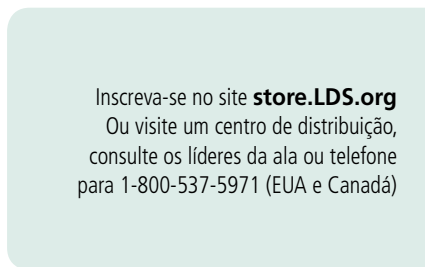 Inscreva-se no site store.LDS.org
Ou visite um centro de distribuição,
consulte os líderes da ala ou telefone
para 1-800-537-5971 (EUA e Canadá)